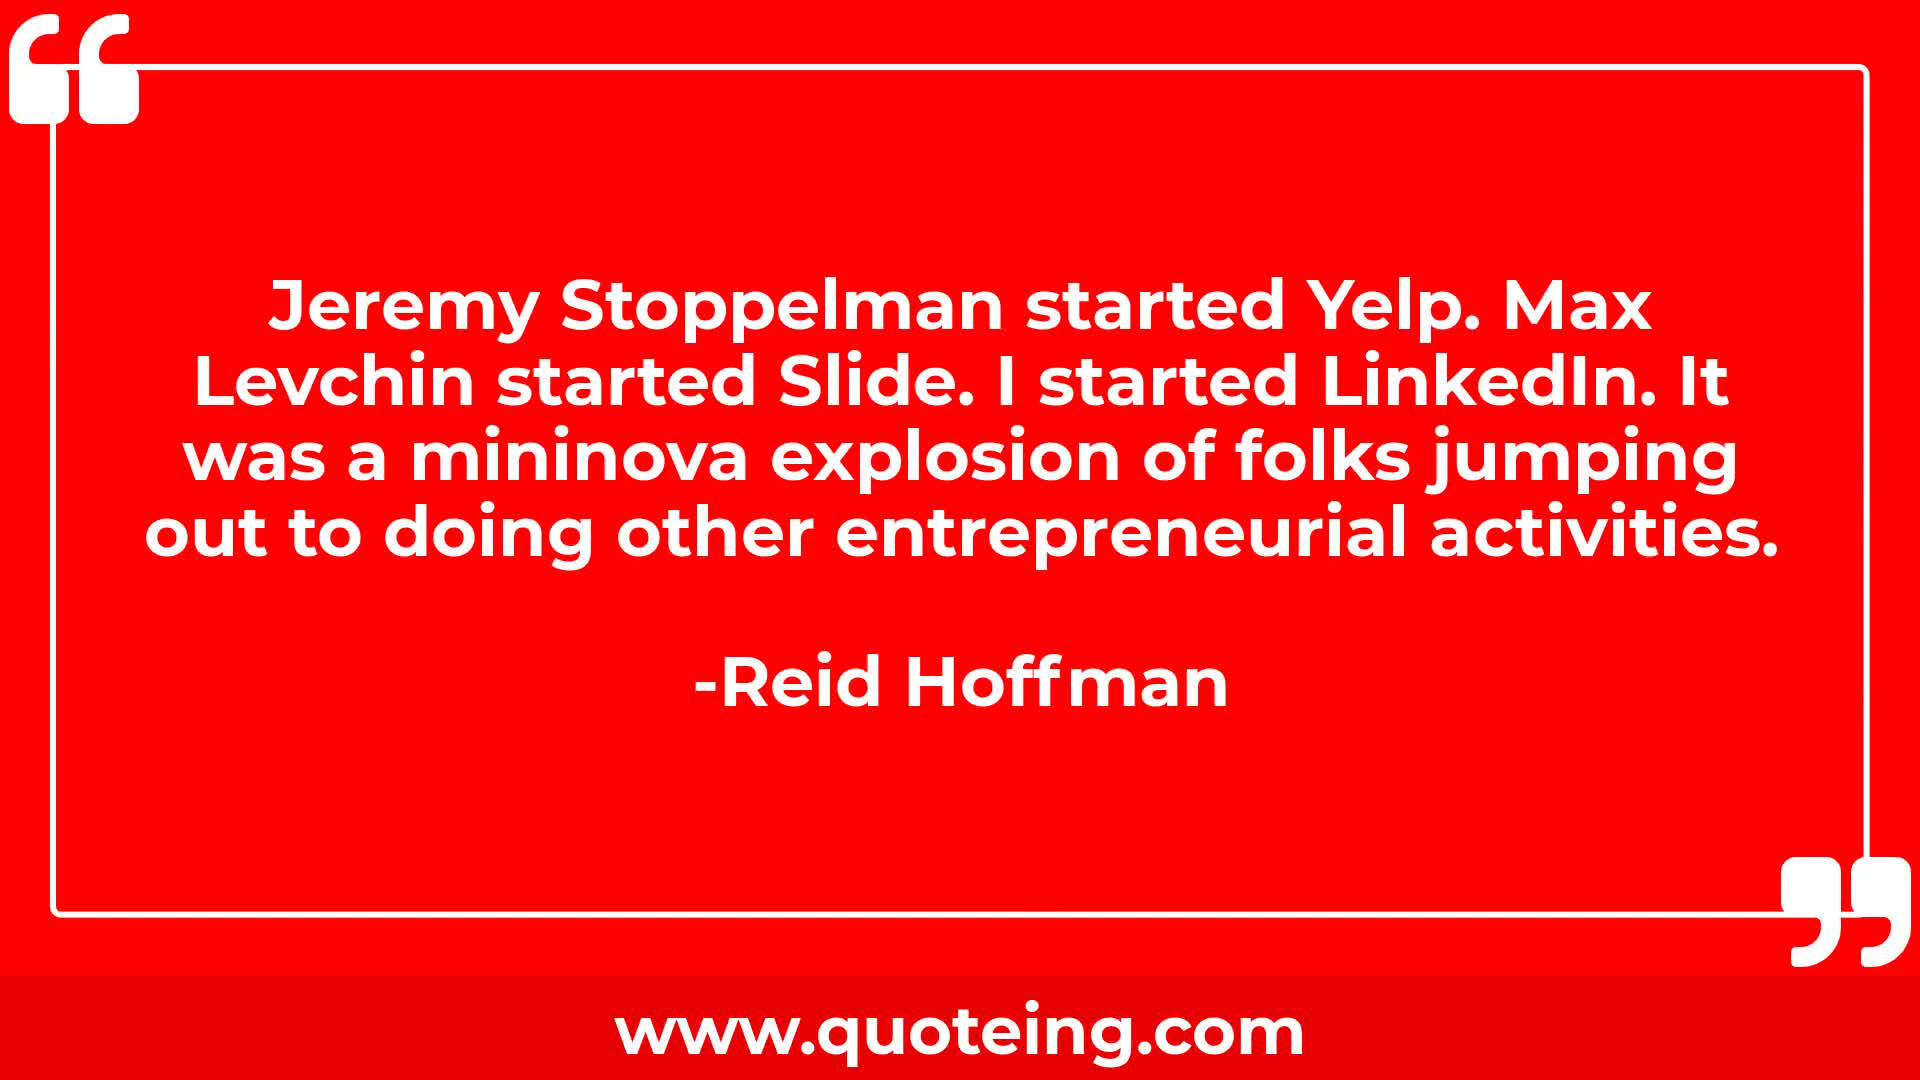 Jeremy Stoppelman started Yelp. Max
Levchin started Slide. I started LinkedIn. It
was a mininova explosion of folks jumping
out to doing other entrepreneurial activities.
-Reid Hoffman
www.quoteing.com